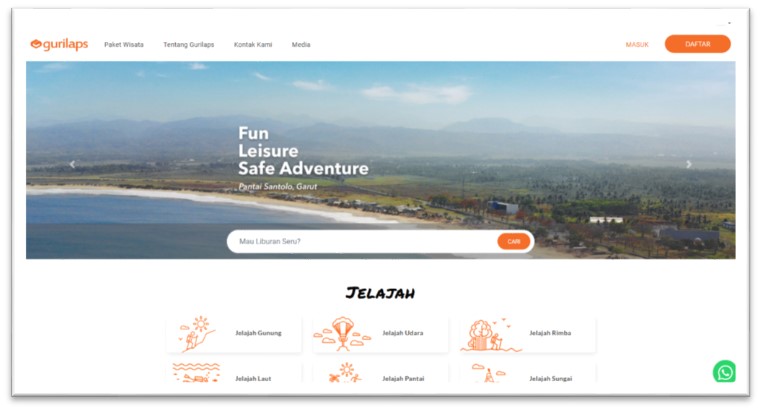 gurilaps
Paket Wisata Tentang Gurilaps Kontak Kami Media MASUK DAFTAR
Fun
Leisure
Safe Adventure
Pantai Santolo, Garut
Mau Liburan Seru? CARI
JELAJAH
Jelajah Gunung Jelajah Udara Jelajah Rimba
Jelajah Laut Jelajah Pantai Jelajah Sungai